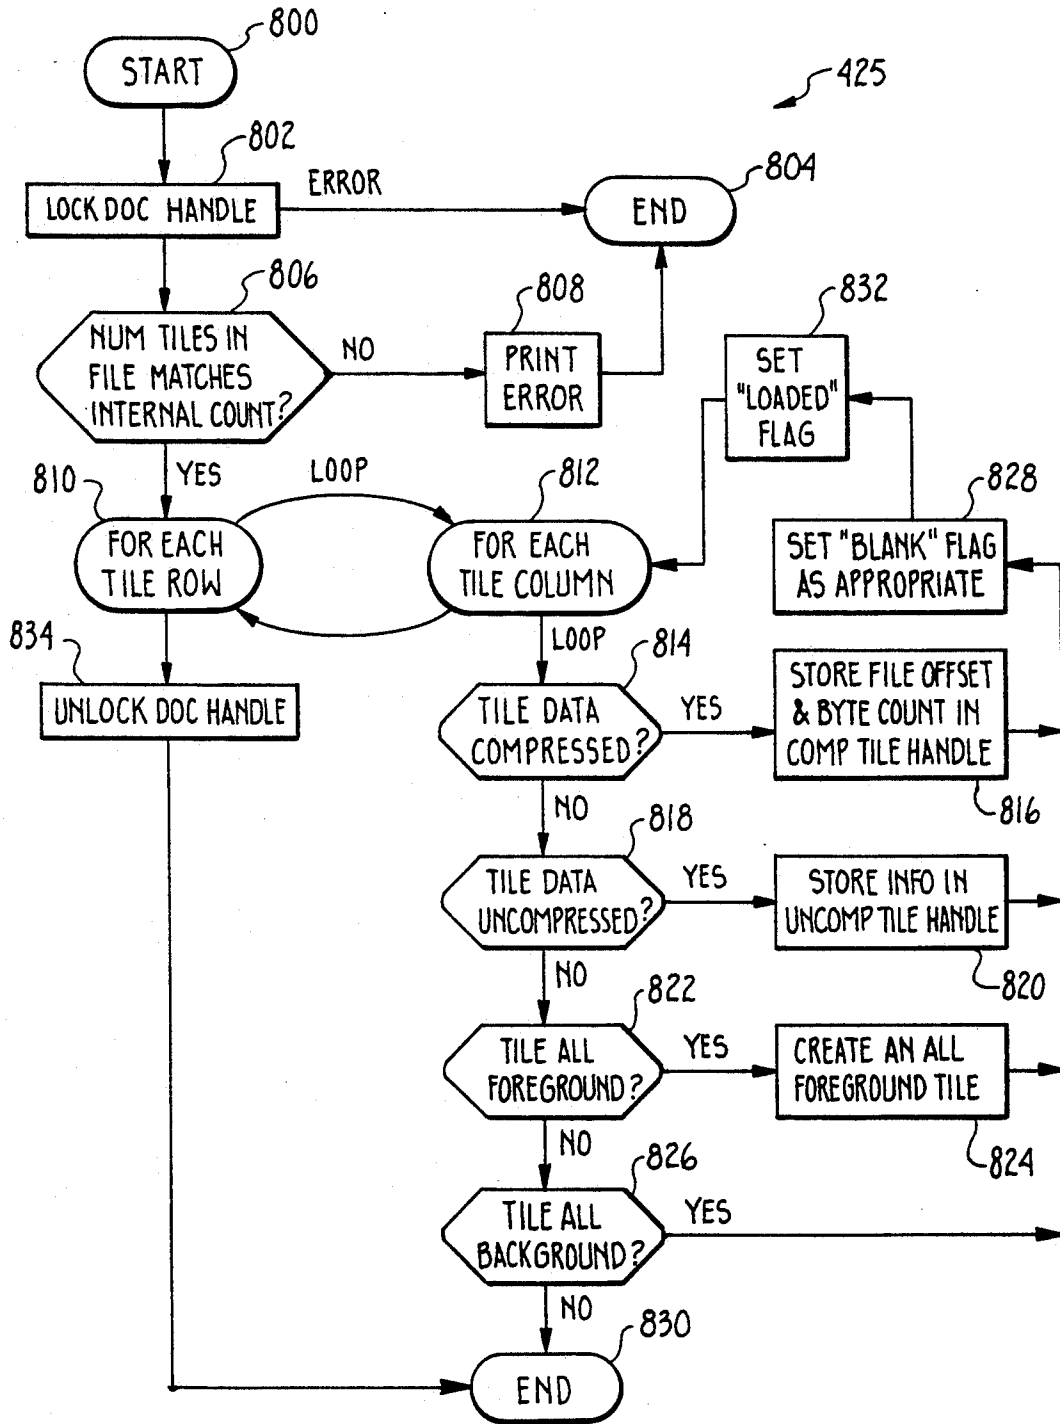 800
START
425
802
ERROR
804
LOCK DOC HANDLE
END
806
808
832
NUM TILES IN
FILE MATCHES
INTERNAL COUNT?
NO
PRINT
ERROR
SET
"LOADED"
FLAG
810
YES
LOOP
812
828
FOR EACH
TILE ROW
FOR EACH
TILE COLUMN
SET "BLANK" FLAG
AS APPROPRIATE
834
LOOP
814
UNLOCK DOC HANDLE
TILE DATA
COMPRESSED?
YES
STORE FILE OFFSET
& BYTE COUNT IN
COMP TILE HANDLE
816
NO
818
TILE DATA
UNCOMPRESSED?
YES
STORE INFO IN
UNCOMP TILE HANDLE
820
NO
822
TILE ALL
FOREGROUND?
YES
CREATE AN ALL
FOREGROUND TILE
824
NO
826
TILE ALL
BACKGROUND?
YES
NO
830
END